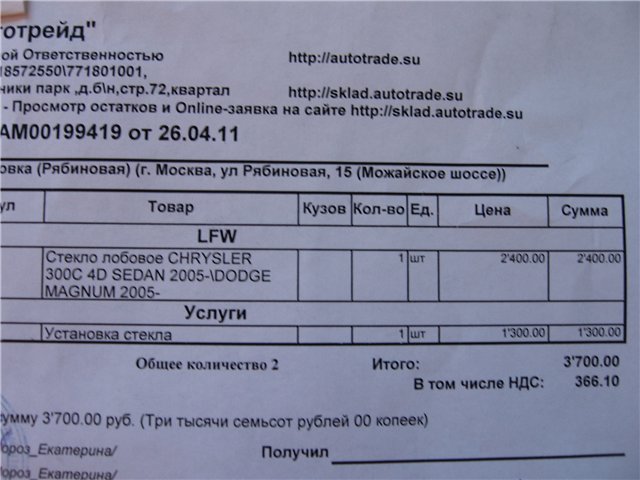 отрейд"
ой Ответственностью http://autotrade.su
18572550\771801001,
ники парк ,д.б\н,стр.72,квартал http://sklad.autotrade.su
- Просмотр остатков и Online-заявка на сайте http://sklad.autotrade.su
АМ00199419 от 26.04.11
овка (Рябиновая) (г. Москва, ул Рябиновая, 15 (Можайское шоссе))
ул Товар Кузов Кол-во Ед. Цена Сумма
LFW
Стекло лобовое CHRYSLER 1 шт 2'400.00 2'400.00
300C 4D SEDAN 2005-\DODGE
MAGNUM 2005-
Услуги
Установка стекла 1 шт 1'300.00 1'300.00
Общее количество 2 Итого: 3'700.00
В том числе НДС: 366.10
сумму 3'700.00 руб. (Три тысячи семьсот рублей 00 копеек)
ороз_Екатерина/
Получил
ороз_Екатерина/